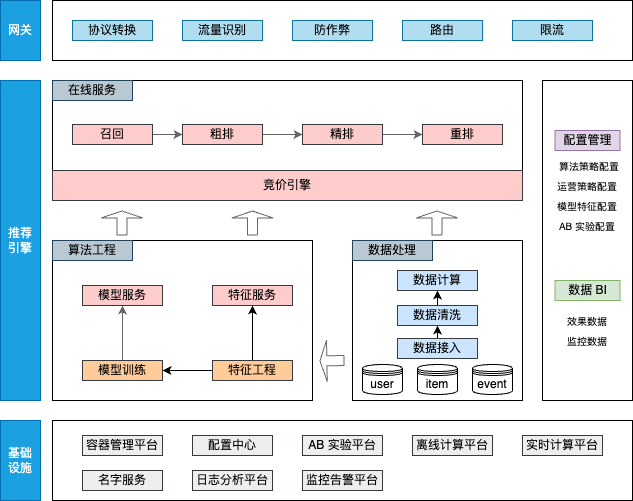 网关
协议转换
流量识别
防作弊
路由
限流
推荐
引擎
在线服务
召回
粗排
精排
重排
竞价引擎
算法工程
模型服务
特征服务
模型训练
特征工程
数据处理
数据计算
数据清洗
数据接入
user
item
event
配置管理
算法策略配置
运营策略配置
模型特征配置
AB 实验配置
数据 BI
效果数据
监控数据
基础
设施
容器管理平台
配置中心
AB 实验平台
离线计算平台
实时计算平台
名字服务
日志分析平台
监控告警平台